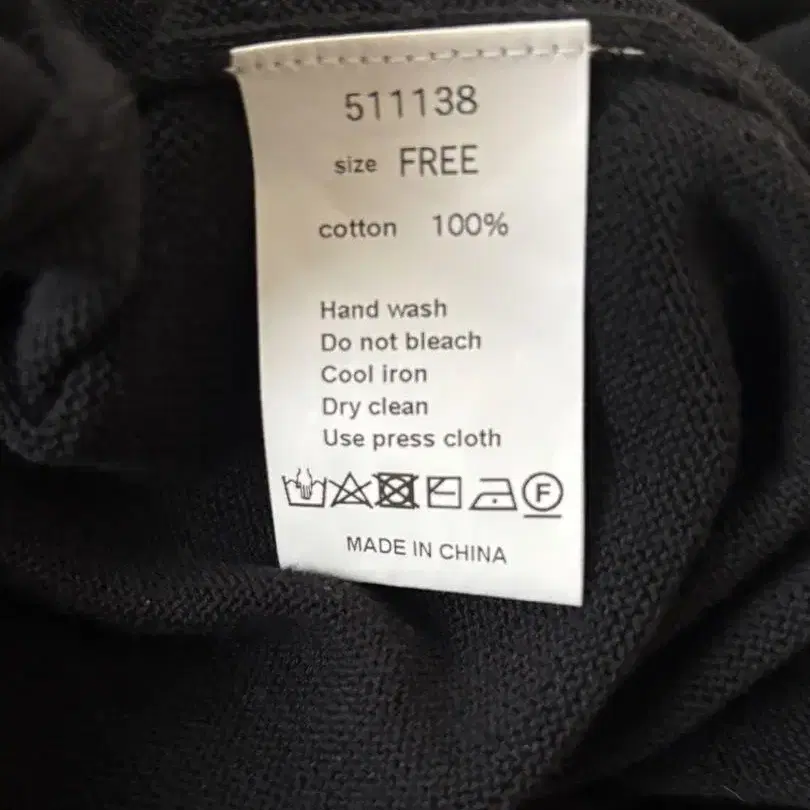 511138
size FREE
cotton 100%
Hand wash
Do not bleach
Cool iron
Dry clean
Use press cloth
F
MADE IN CHINA